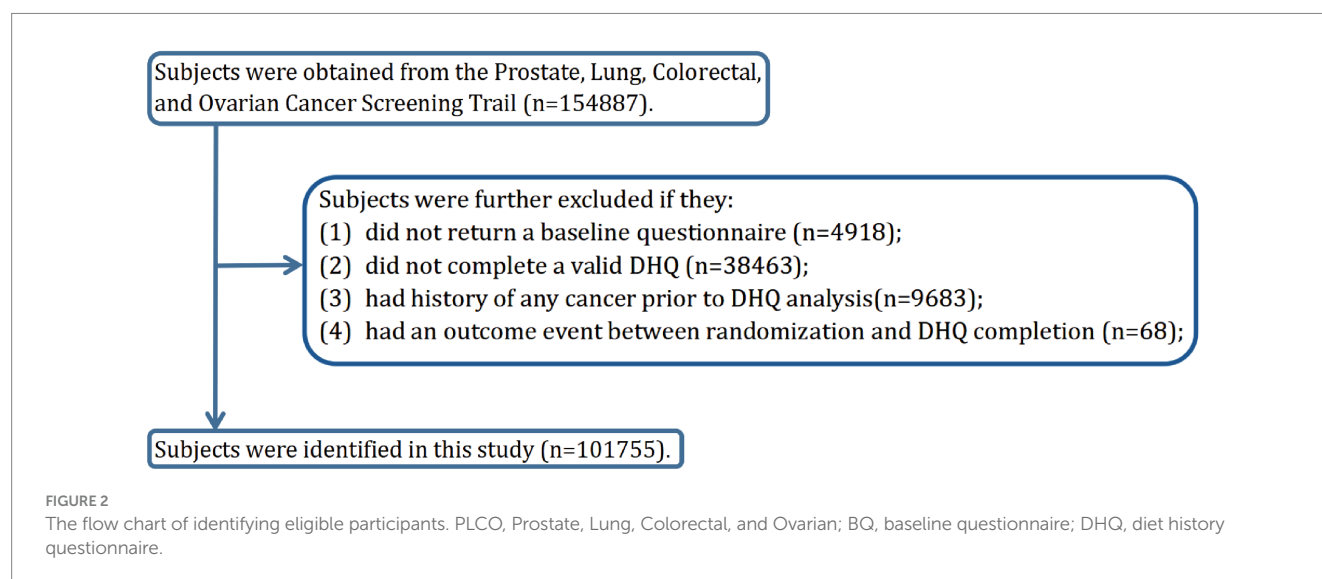 Subjects were obtained from the Prostate, Lung, Colorectal,
and Ovarian Cancer Screening Trail (n=154887).
Subjects were further excluded if they:
(1) did not return a baseline questionnaire (n=4918);
(2) did not complete a valid DHQ (n=38463);
(3) had history of any cancer prior to DHQ analysis(n=9683);
(4) had an outcome event between randomization and DHQ completion (n=68);
Subjects were identified in this study (n=101755).
FIGURE 2
The flow chart of identifying eligible participants. PLCO, Prostate, Lung, Colorectal, and Ovarian; BQ, baseline questionnaire; DHQ, diet history
questionnaire.